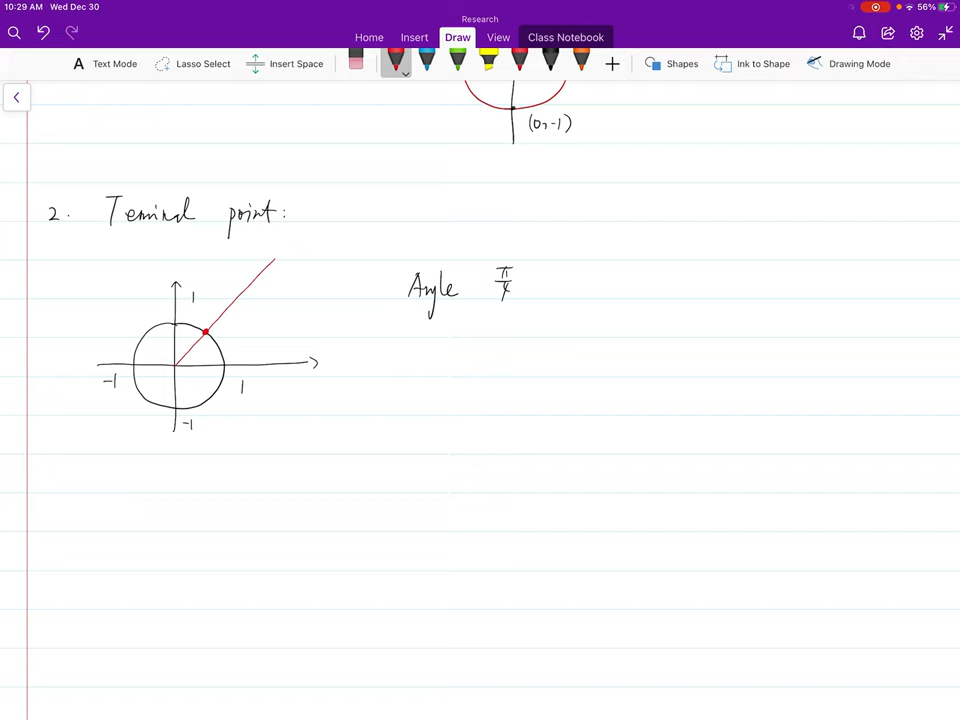 10:29 AM Wed Dec 30
56%
Research
Home Insert Draw View Class Notebook
A Text Mode Lasso Select Insert Space Shapes Ink to Shape Drawing Mode
(0, -1)
2. Teminal point:
Angle π/4
1
-1 1
-1